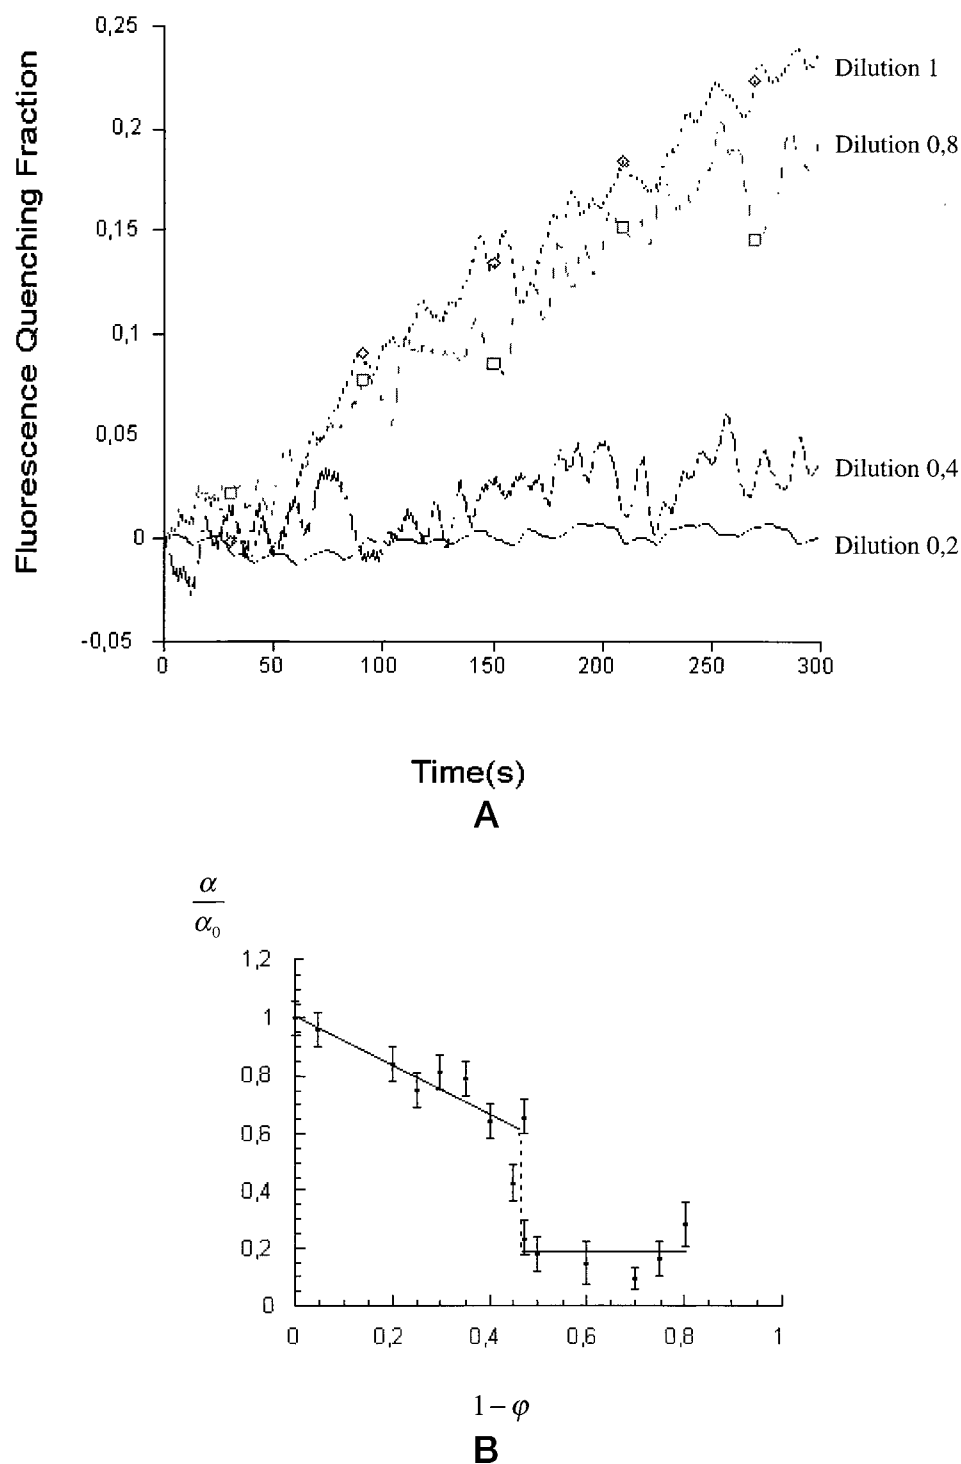 0,25
0,2
0,15
0,1
0,05
0
-0,05
Fluorescence Quenching Fraction
Dilution 1
Dilution 0,8
Dilution 0,4
Dilution 0,2
0 50 100 150 200 250 300
Time(s)
A
α
α₀
1,2
1
0,8
0,6
0,4
0,2
0
0 0,2 0,4 0,6 0,8 1
1 − φ
B